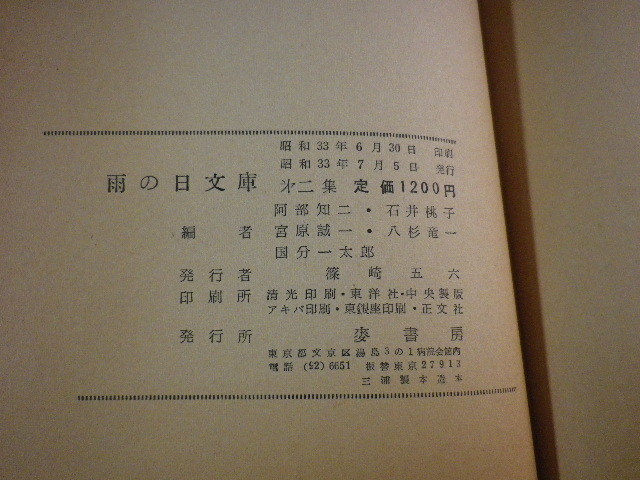 昭和33年6月30日 印刷
昭和33年7月5日 発行
雨の日文庫 第二集 定価1200円
阿部知二・石井桃子
編者 宮原誠一・八杉竜一
国分一太郎
発行者 篠崎五六
印刷所 清光印刷・東洋社・中央製版
アキバ印刷・東銀座印刷・正文社
発行所 麥書房
東京都文京区湯島3の1病院会館内
電話 (92) 6651 振替東京27913
三浦製本造本